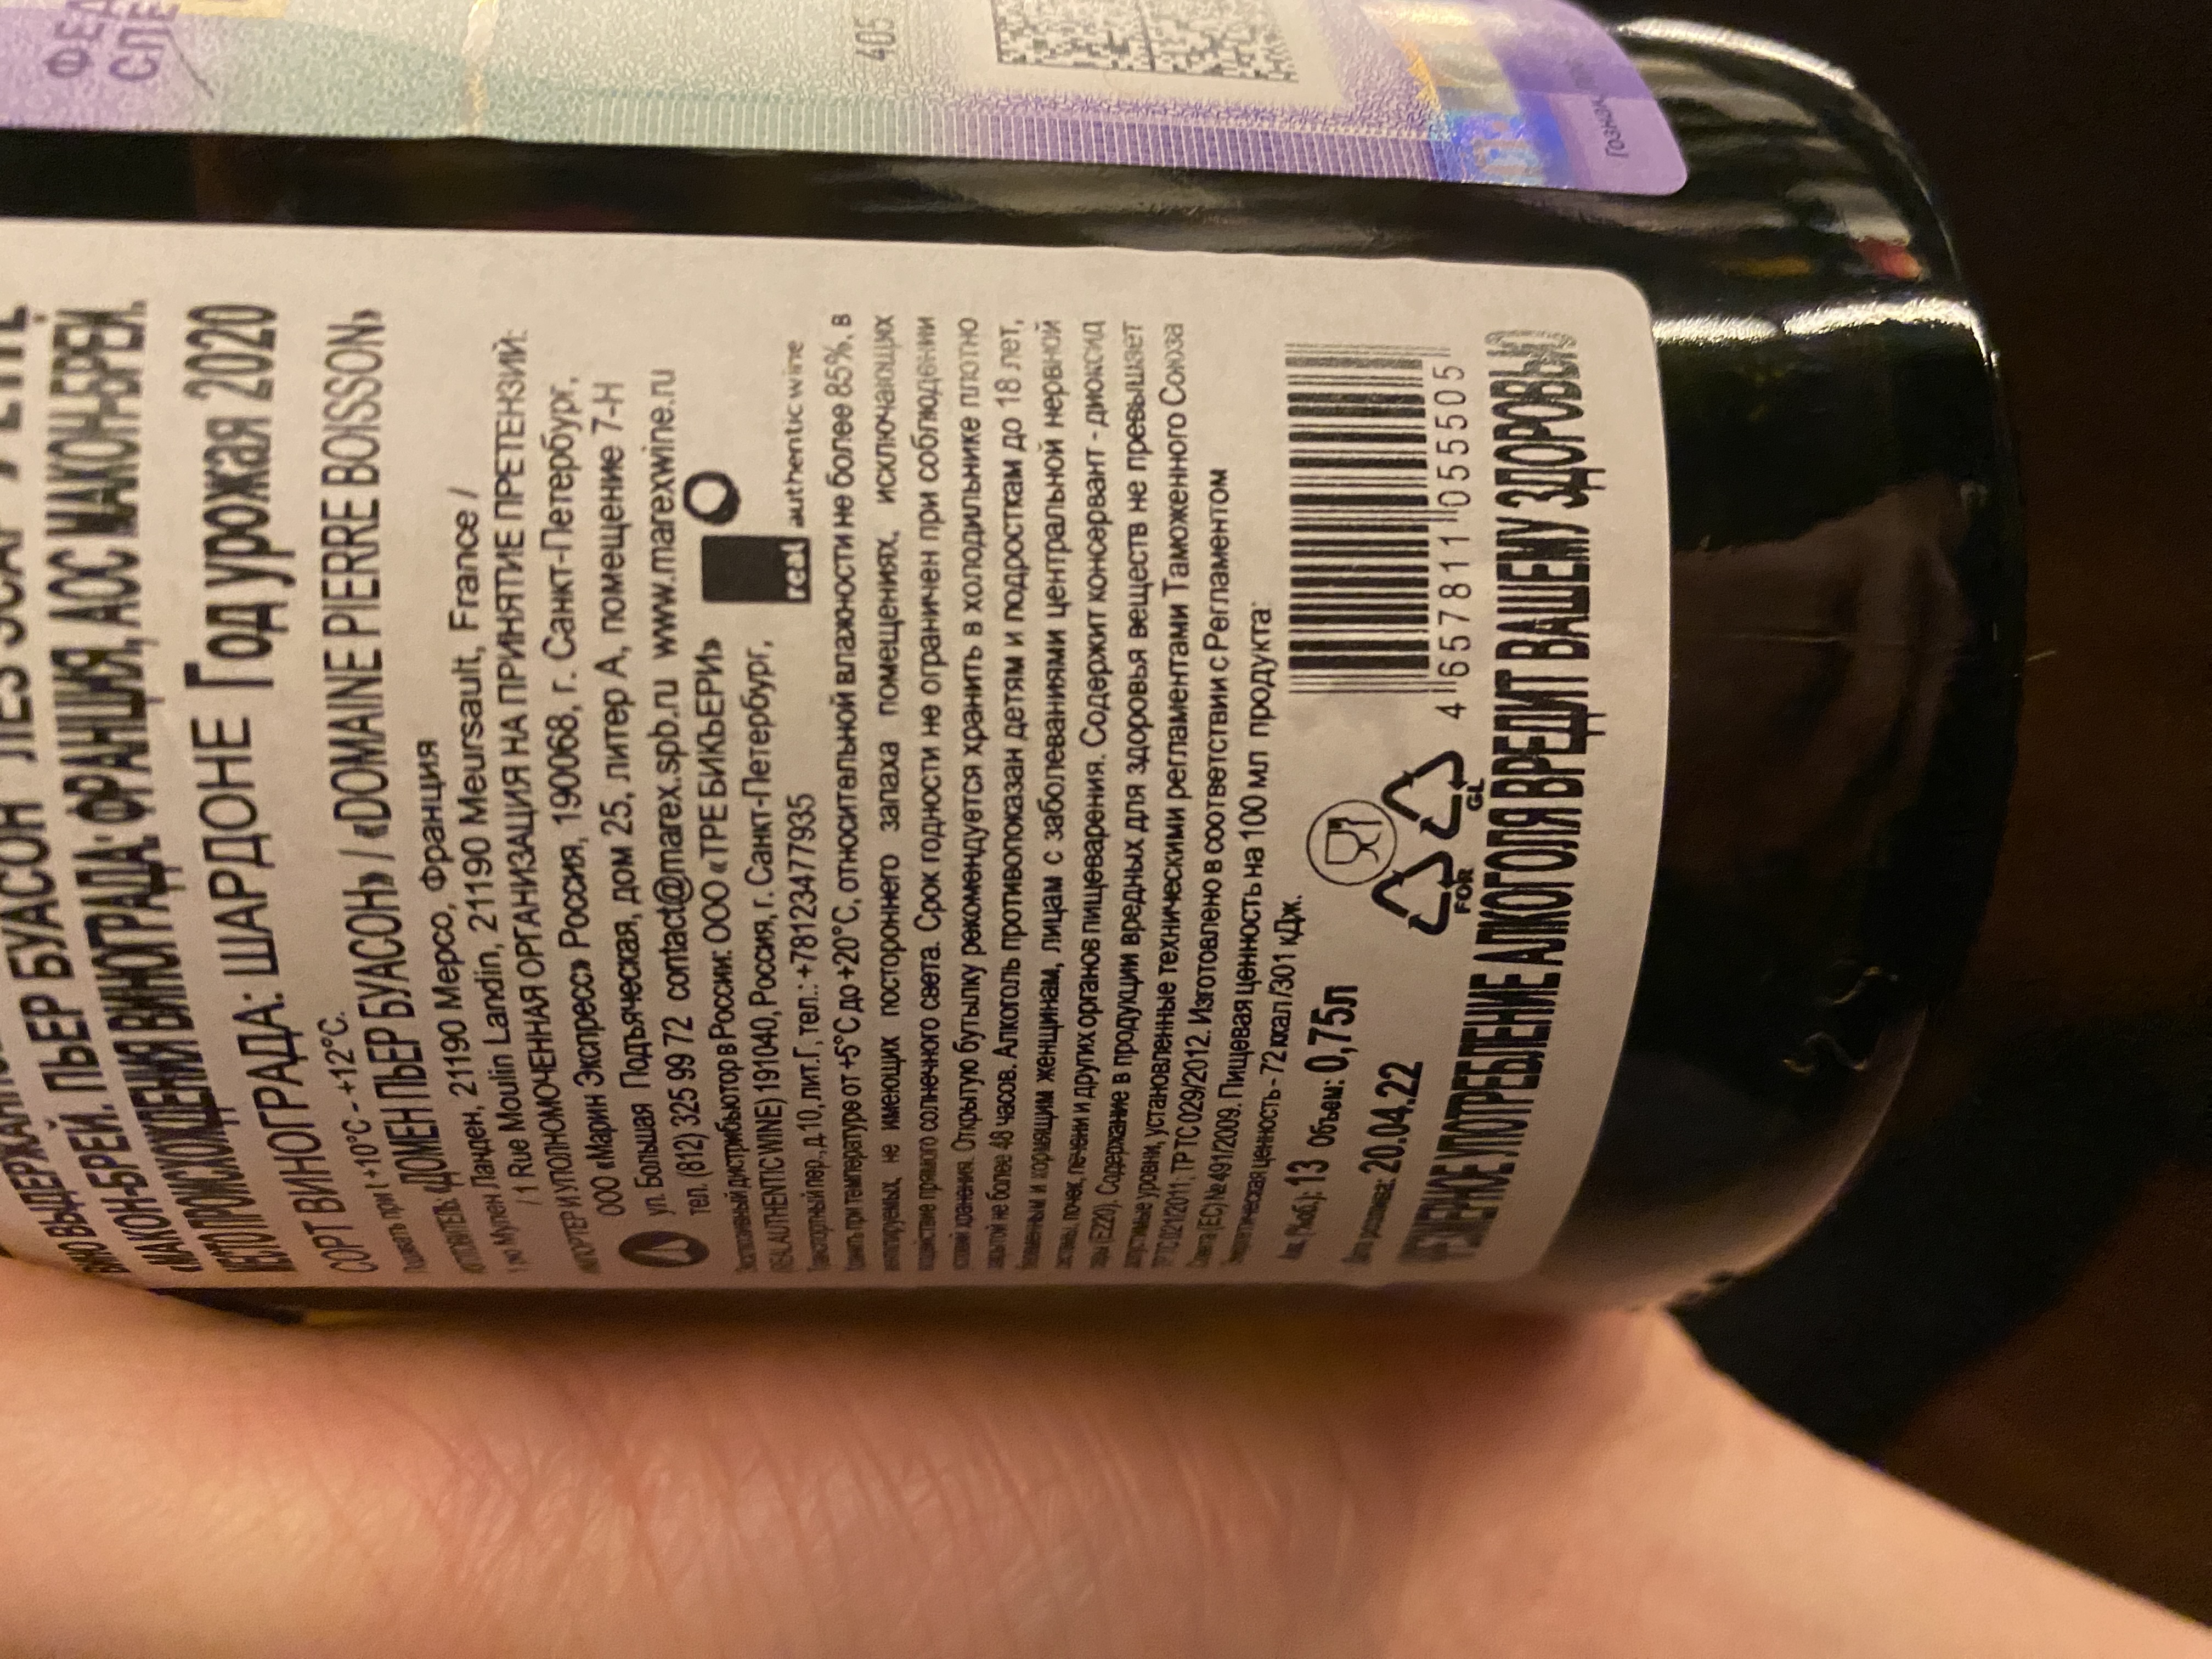 ВИНО ВЫДЕРЖАННОЕ
«МАКОН-БРЕЙ. ПЬЕР БУАСОН" ЛЕЗ ЭСАР
МЕСТО ПРОИСХОЖДЕНИЯ ВИНОГРАДА: ФРАНЦИЯ, АОС МАКОН-БРЕЙ.
СОРТ ВИНОГРАДА: ШАРДОНЕ Год урожая 2020
Подавать при t +10°C - +12°C.
ИЗГОТОВИТЕЛЬ: «ДОМЕН ПЬЕР БУАСОН» / «DOMAINE PIERRE BOISSON»
1 рю Мулен Ланден, 21190 Мерсо, Франция
/ 1 Rue Moulin Landin, 21190 Meursault, France /
ИМПОРТЕР И УПОЛНОМОЧЕННАЯ ОРГАНИЗАЦИЯ НА ПРИНЯТИЕ ПРЕТЕНЗИЙ:
ООО «Марин Экспресс» Россия, 190068, г. Санкт-Петербург,
ул. Большая Подъяческая, дом 25, литер А, помещение 7-Н
тел. (812) 325 99 72 contact@marex.spb.ru www.marexwine.ru
Эксклюзивный дистрибьютор в России: ООО «ТРЕ БИКЪЕРИ»
(REAL AUTHENTIC WINE) 191040, Россия, г. Санкт-Петербург,
Транспортный пер., д.10, лит.Г, тел.: +78123477935
real authentic wine
Хранить при температуре от +5°C до +20°C, относительной влажности не более 85%, в
вентилируемых, не имеющих постороннего запаха помещениях, исключающих
воздействие прямого солнечного света. Срок годности не ограничен при соблюдении
условий хранения. Открытую бутылку рекомендуется хранить в холодильнике плотно
закрытой не более 48 часов. Алкоголь противопоказан детям и подросткам до 18 лет,
беременным и кормящим женщинам, лицам с заболеваниями центральной нервной
системы, почек, печени и других органов пищеварения. Содержит консервант - диоксид
серы (E220). Содержание в продукции вредных для здоровья веществ не превышает
допустимые уровни, установленные техническими регламентами Таможенного Союза
ТР ТС 021/2011; ТР ТС 029/2012. Изготовлено в соответствии с Регламентом
Совета (ЕС) № 491/2009. Пищевая ценность на 100 мл продукта:
Энергетическая ценность - 72 ккал /301 кДж.
Алк. (%об.): 13 Объем: 0,75л
Дата розлива: 20.04.22
FOR
GL
4 657811 055505
ЧРЕЗМЕРНОЕ УПОТРЕБЛЕНИЕ АЛКОГОЛЯ ВРЕДИТ ВАШЕМУ ЗДОРОВЬЮ
ФЕД
СПЕ
405
Гознак